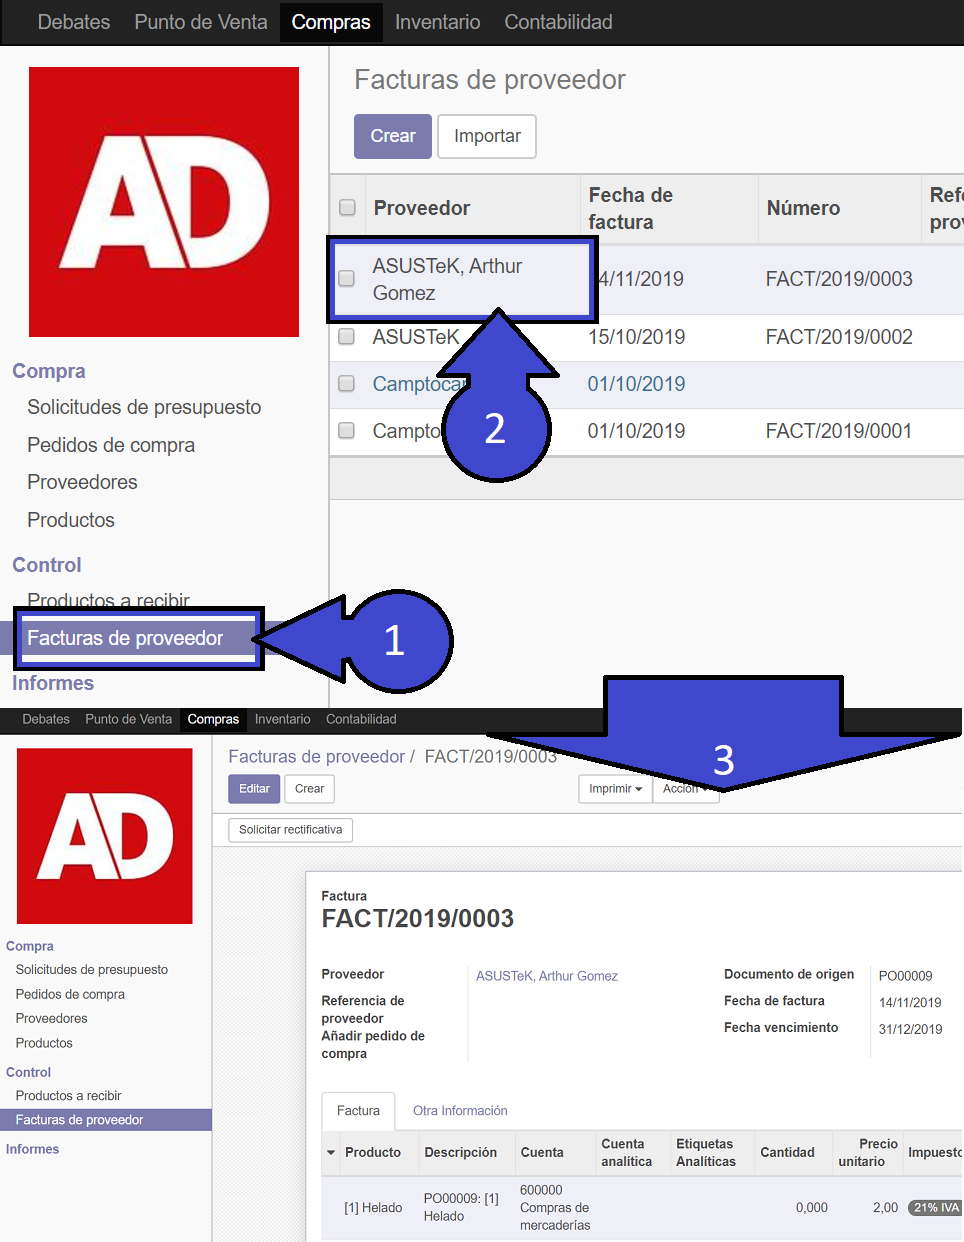 Debates Punto de Venta Compras Inventario Contabilidad
AD
Facturas de proveedor
Crear Importar
Proveedor Fecha de factura Número
ASUSTeK, Arthur Gomez 4/11/2019 FACT/2019/0003
ASUSTeK 15/10/2019 FACT/2019/0002
01/10/2019
01/10/2019 FACT/2019/0001
2
Compra
Solicitudes de presupuesto
Pedidos de compra
Proveedores
Productos
Control
Productos a recibir
Facturas de proveedor
1
Informes
Debates Punto de Venta Compras Inventario Contabilidad
3
AD
Compra
Solicitudes de presupuesto
Pedidos de compra
Proveedores
Productos
Control
Productos a recibir
Facturas de proveedor
Informes
Facturas de proveedor / FACT/2019/0003
Editar Crear Imprimir Acción
Solicitar rectificativa
Factura
FACT/2019/0003
Proveedor ASUSTeK, Arthur Gomez
Referencia de proveedor
Añadir pedido de compra
Documento de origen PO00009
Fecha de factura 14/11/2019
Fecha vencimiento 31/12/2019
Factura Otra Información
Producto Descripción Cuenta Cuenta analítica Etiquetas Analíticas Cantidad Precio unitario Impuesto
[1] Helado PO00009: [1] Helado 600000 Compras de mercaderías 0,000 2,00 21% IVA